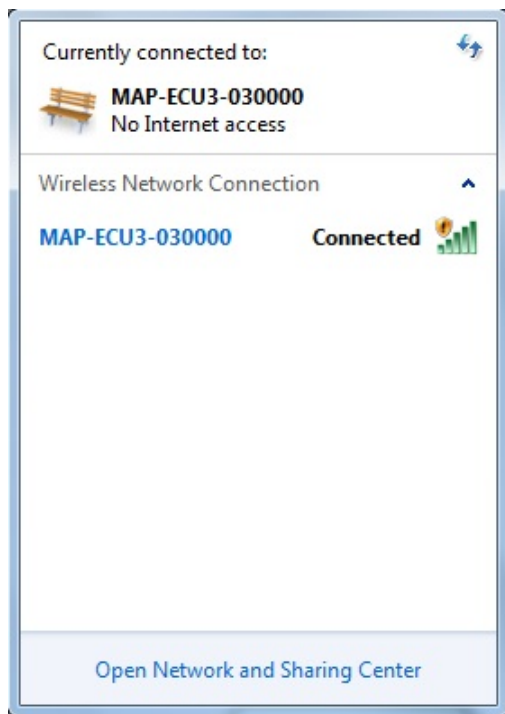 Currently connected to:
MAP-ECU3-030000
No Internet access
Wireless Network Connection
MAP-ECU3-030000 Connected
Open Network and Sharing Center